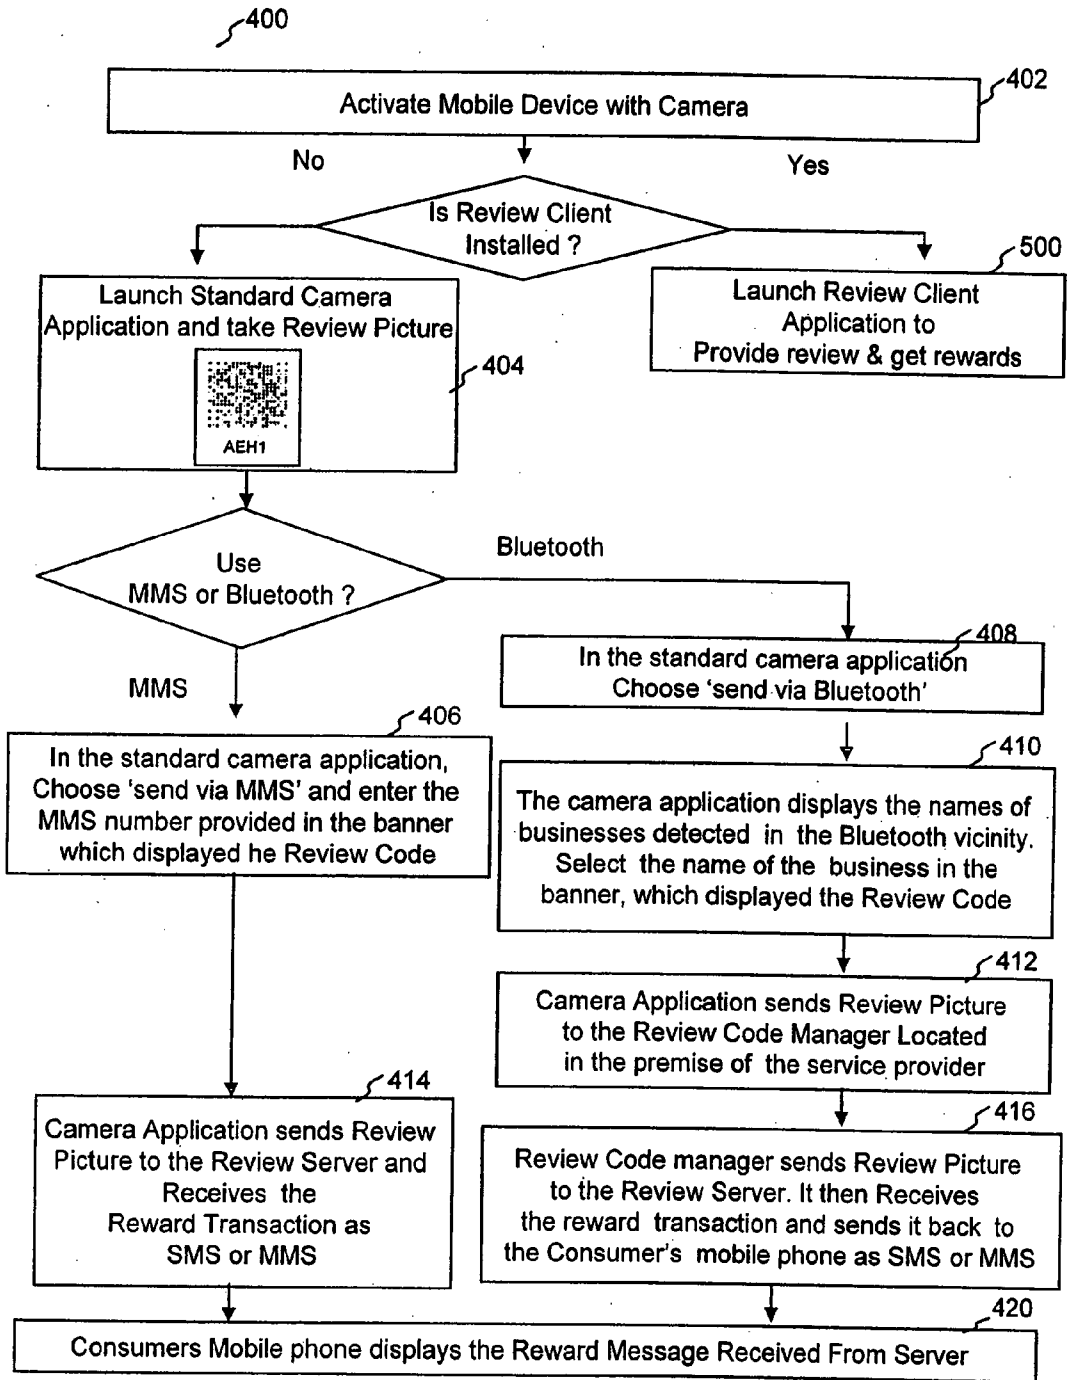 400
402
Activate Mobile Device with Camera
No
Yes
Is Review Client
Installed ?
500
Launch Standard Camera
Application and take Review Picture
AEH1
404
Launch Review Client
Application to
Provide review & get rewards
Use
MMS or Bluetooth ?
Bluetooth
MMS
408
In the standard camera application
Choose 'send via Bluetooth'
406
In the standard camera application,
Choose 'send via MMS' and enter the
MMS number provided in the banner
which displayed he Review Code
410
The camera application displays the names of
businesses detected in the Bluetooth vicinity.
Select the name of the business in the
banner, which displayed the Review Code
412
Camera Application sends Review Picture
to the Review Code Manager Located
in the premise of the service provider
414
Camera Application sends Review
Picture to the Review Server and
Receives the
Reward Transaction as
SMS or MMS
416
Review Code manager sends Review Picture
to the Review Server. It then Receives
the reward transaction and sends it back to
the Consumer's mobile phone as SMS or MMS
420
Consumers Mobile phone displays the Reward Message Received From Server